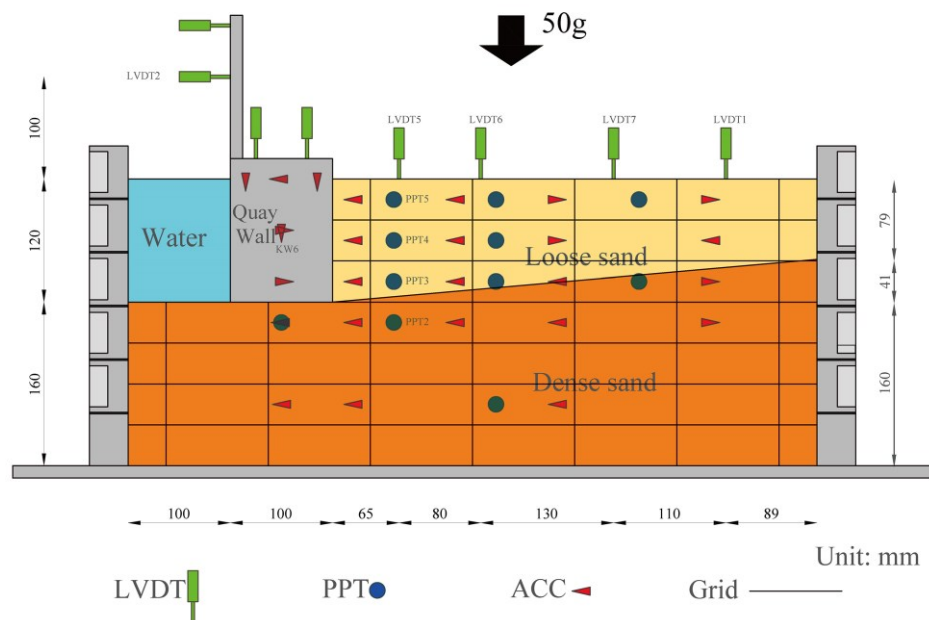 50g
LVDT2
LVDT5
LVDT6
LVDT7
LVDT1
100
120
160
Water
Quay
Wall
KW6
PPT5
PPT4
PPT3
PPT2
Loose sand
Dense sand
79
41
160
100
100
65
80
130
110
89
Unit: mm
LVDT
PPT
ACC
Grid